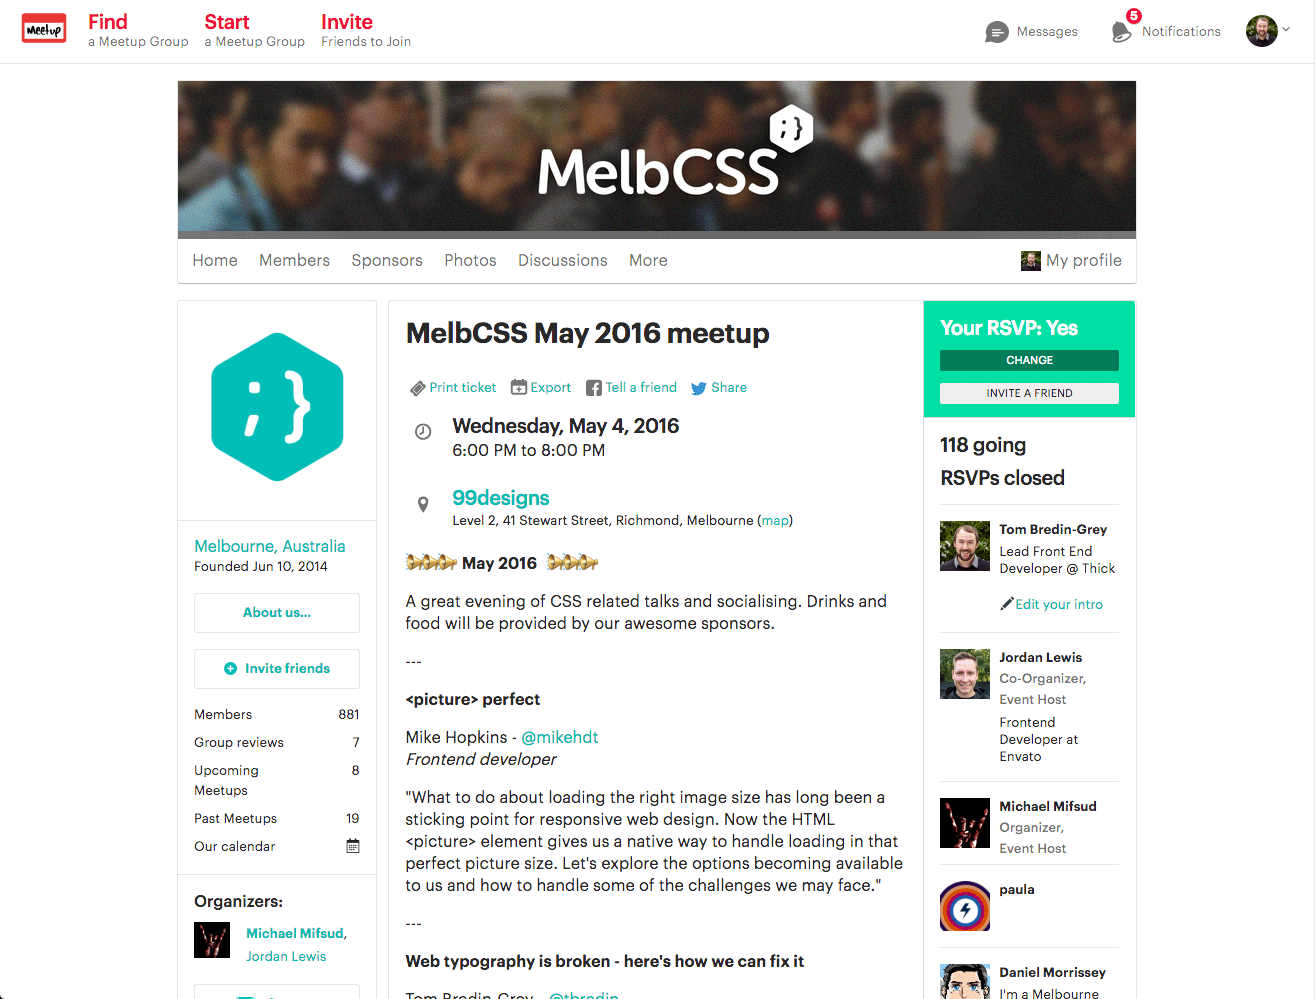 Meetup
Find
a Meetup Group
Start
a Meetup Group
Invite
Friends to Join
Messages
5
Notifications
MelbCSS
;}
Home Members Sponsors Photos Discussions More
My profile
;}
Melbourne, Australia
Founded Jun 10, 2014
About us...
Invite friends
Members 881
Group reviews 7
Upcoming 8
Meetups
Past Meetups 19
Our calendar
Organizers:
Michael Mifsud,
Jordan Lewis
MelbCSS May 2016 meetup
Print ticket Export Tell a friend Share
Wednesday, May 4, 2016
6:00 PM to 8:00 PM
99designs
Level 2, 41 Stewart Street, Richmond, Melbourne (map)
May 2016
A great evening of CSS related talks and socialising. Drinks and
food will be provided by our awesome sponsors.
---
<picture> perfect
Mike Hopkins - @mikehdt
Frontend developer
"What to do about loading the right image size has long been a
sticking point for responsive web design. Now the HTML
<picture> element gives us a native way to handle loading in that
perfect picture size. Let's explore the options becoming available
to us and how to handle some of the challenges we may face."
---
Web typography is broken - here's how we can fix it
Tom Bredin-Grey - @tbredin
Your RSVP: Yes
CHANGE
INVITE A FRIEND
118 going
RSVPs closed
Tom Bredin-Grey
Lead Front End
Developer @ Thick
Edit your intro
Jordan Lewis
Co-Organizer,
Event Host
Frontend
Developer at
Envato
Michael Mifsud
Organizer,
Event Host
paula
Daniel Morrissey
I'm a Melbourne